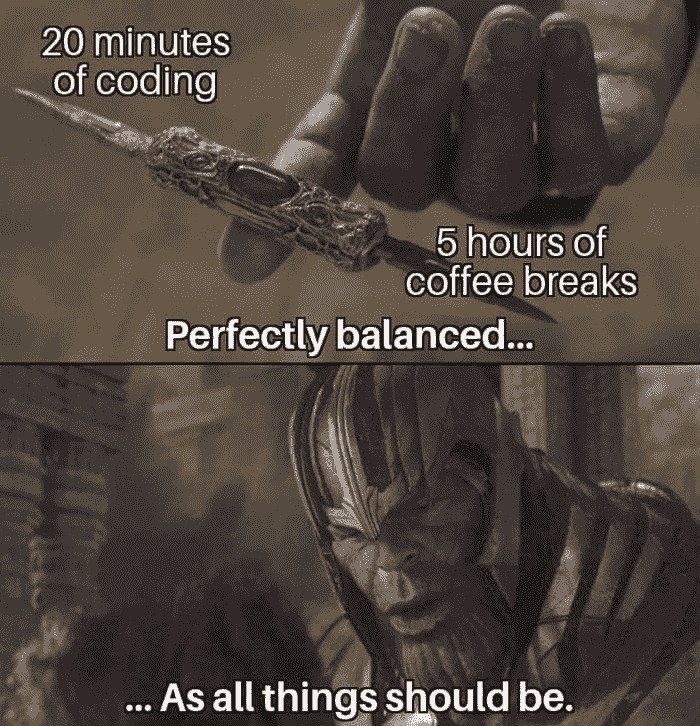 20 minutes
of coding
5 hours of
coffee breaks
Perfectly balanced...
... As all things should be.